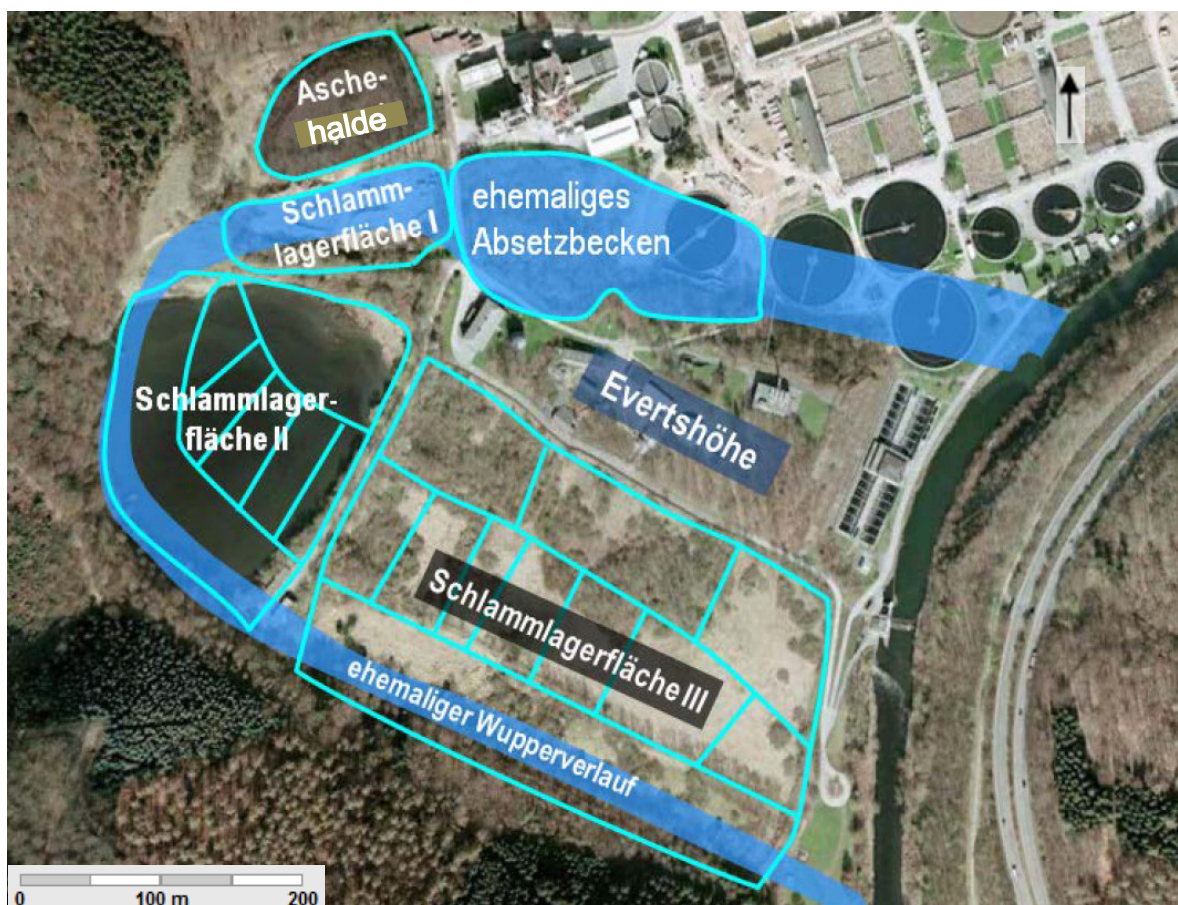 Asche-
halde
Schlamm-
lagerfläche I
ehemaliges
Absetzbecken
Schlammlager-
fläche II
Evertshöhe
Schlammlagerfläche III
ehemaliger Wupperverlauf
0 100 m 200